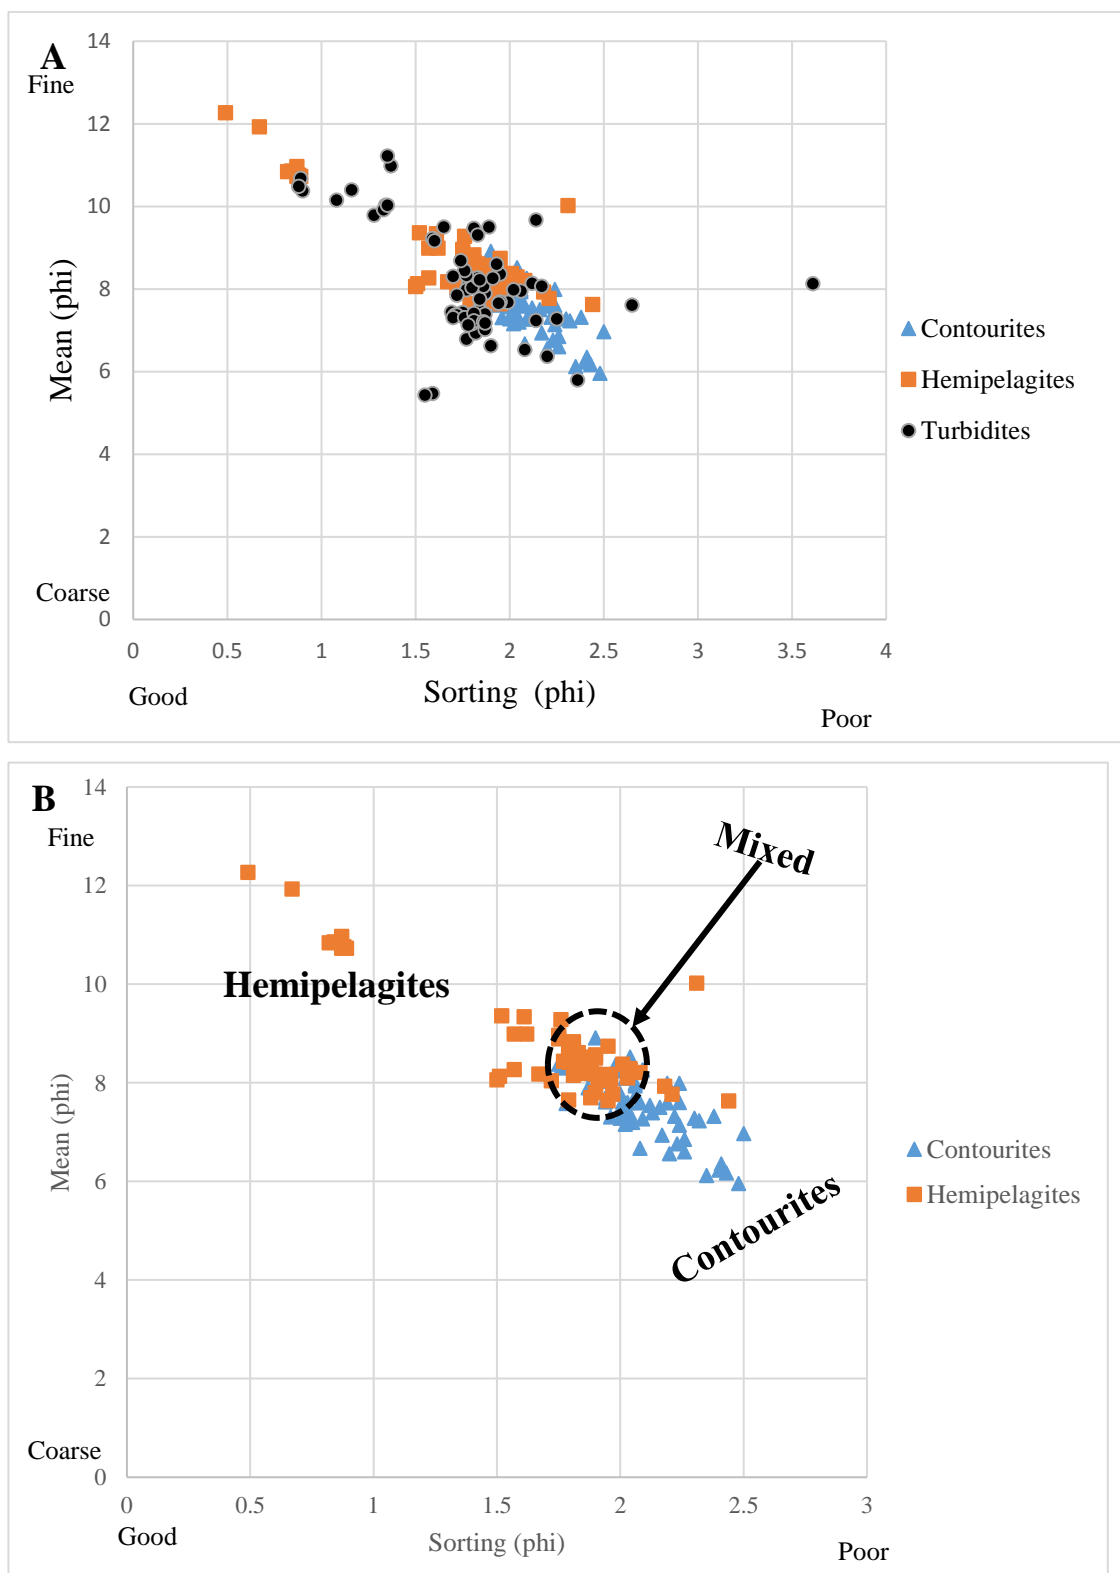 A
Fine
14
12
10
8
6
4
2
0
Mean (phi)
Coarse
0 0.5 1 1.5 2 2.5 3 3.5 4
Good
Sorting (phi)
Poor
Contourites
Hemipelagites
Turbidites
B
Fine
14
12
10
8
6
4
2
0
Mean (phi)
Mixed
Hemipelagites
Contourites
Contourites
Hemipelagites
Coarse
0 0.5 1 1.5 2 2.5 3
Good
Sorting (phi)
Poor